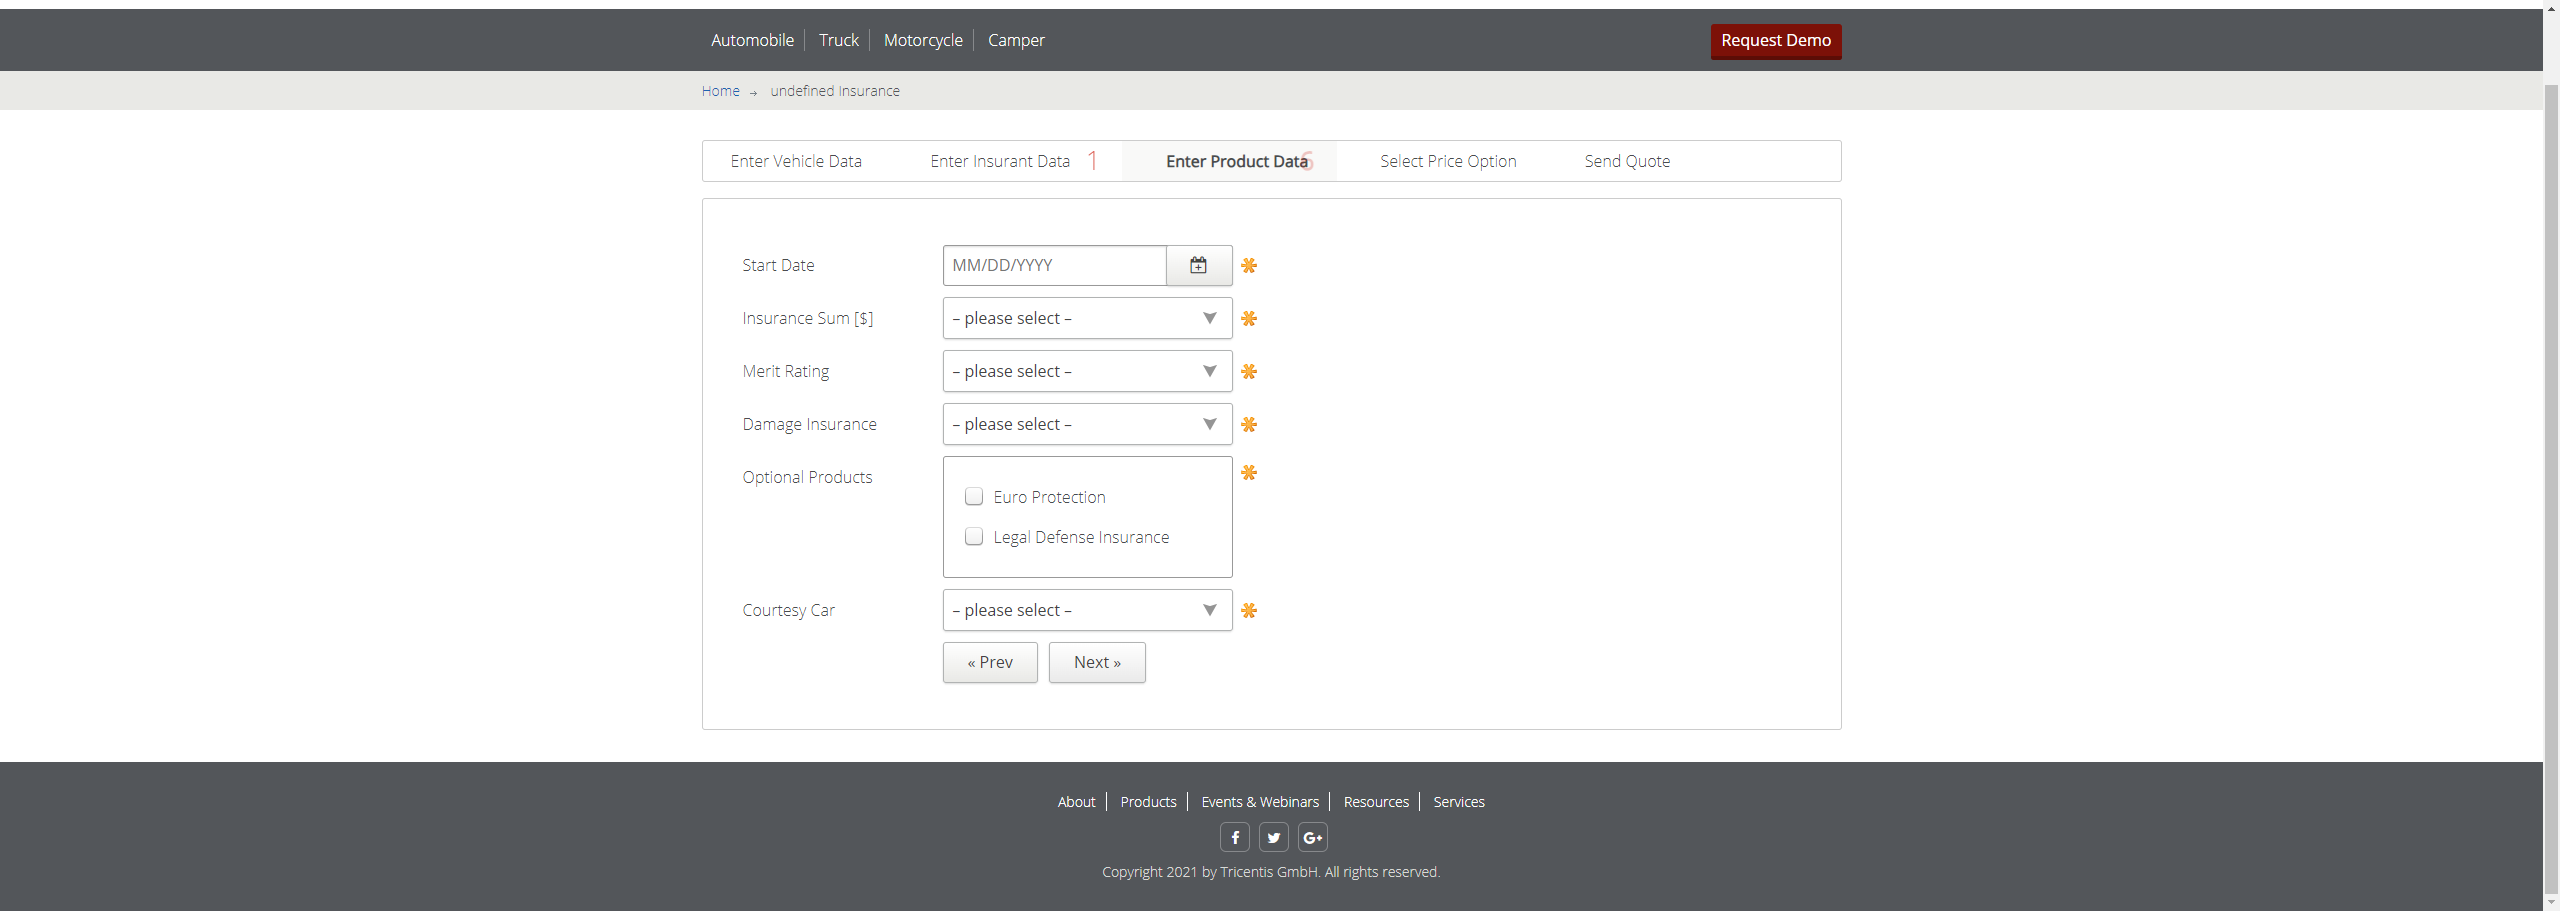 Automobile Truck Motorcycle Camper Request Demo
Home → undefined Insurance
Enter Vehicle Data Enter Insurant Data 1 Enter Product Data 6 Select Price Option Send Quote
Start Date MM/DD/YYYY
Insurance Sum [$] – please select –
Merit Rating – please select –
Damage Insurance – please select –
Optional Products
Euro Protection
Legal Defense Insurance
Courtesy Car – please select –
« Prev Next »
About Products Events & Webinars Resources Services
Copyright 2021 by Tricentis GmbH. All rights reserved.